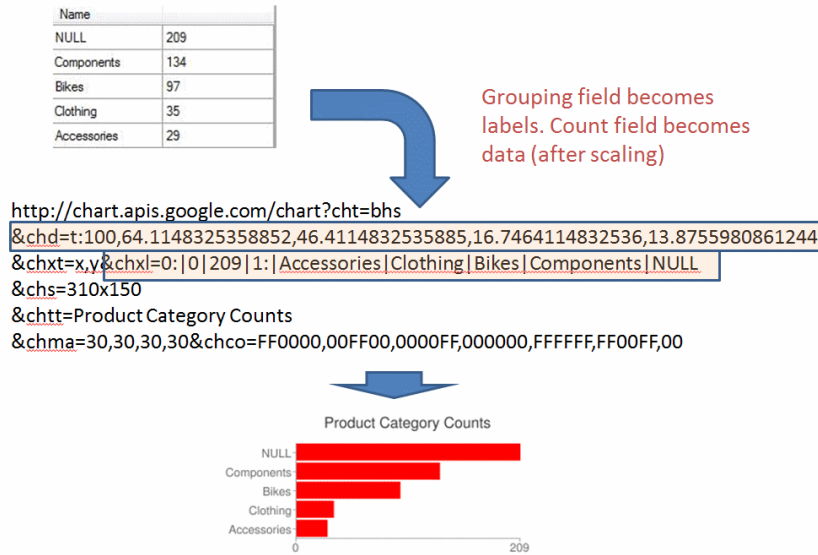 Name
NULL 209
Components 134
Bikes 97
Clothing 35
Accessories 29
Grouping field becomes
labels. Count field becomes
data (after scaling)
http://chart.apis.google.com/chart?cht=bhs
&chd=t:100,64.1148325358852,46.4114832535885,16.7464114832536,13.8755980861244
&chxt=x,y&chxl=0:|0|209|1:|Accessories|Clothing|Bikes|Components|NULL
&chs=310x150
&chtt=Product Category Counts
&chma=30,30,30,30&chco=FF0000,00FF00,0000FF,000000,FFFFFF,FF00FF,00
Product Category Counts
NULL
Components
Bikes
Clothing
Accessories
0 209